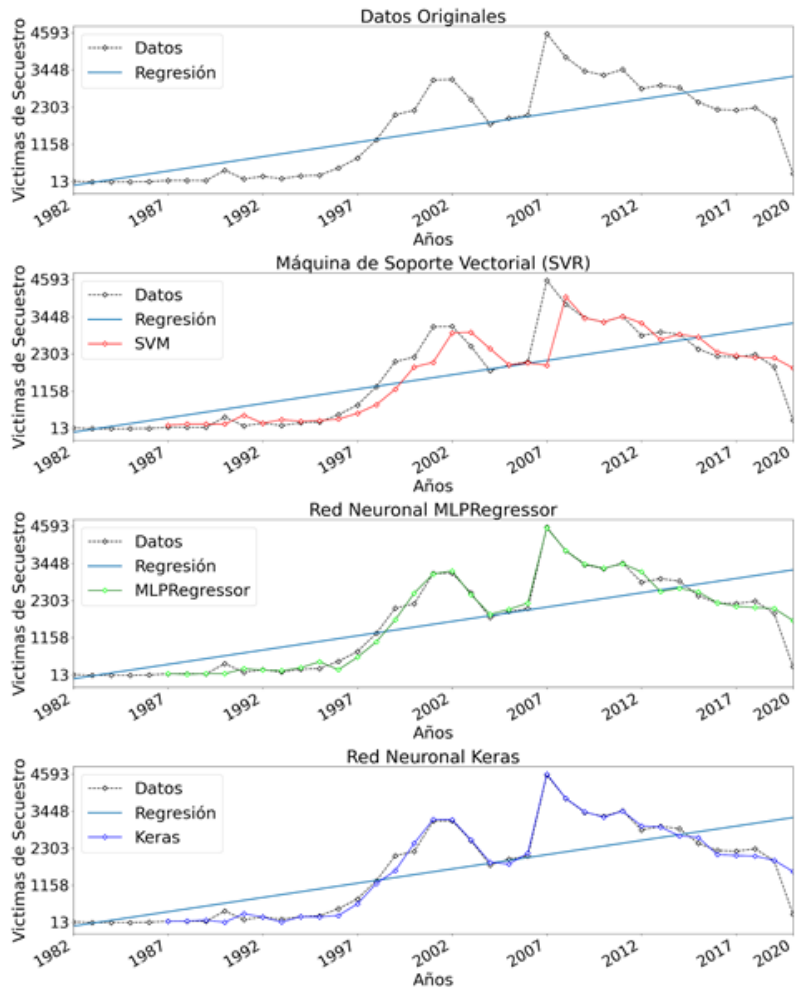 Datos Originales
Victimas de Secuestro
4593
3448
2303
1158
13
Datos
Regresión
1982 1987 1992 1997 2002 2007 2012 2017 2020
Años
Máquina de Soporte Vectorial (SVR)
Victimas de Secuestro
4593
3448
2303
1158
13
Datos
Regresión
SVM
1982 1987 1992 1997 2002 2007 2012 2017 2020
Años
Red Neuronal MLPRegressor
Victimas de Secuestro
4593
3448
2303
1158
13
Datos
Regresión
MLPRegressor
1982 1987 1992 1997 2002 2007 2012 2017 2020
Años
Red Neuronal Keras
Victimas de Secuestro
4593
3448
2303
1158
13
Datos
Regresión
Keras
1982 1987 1992 1997 2002 2007 2012 2017 2020
Años